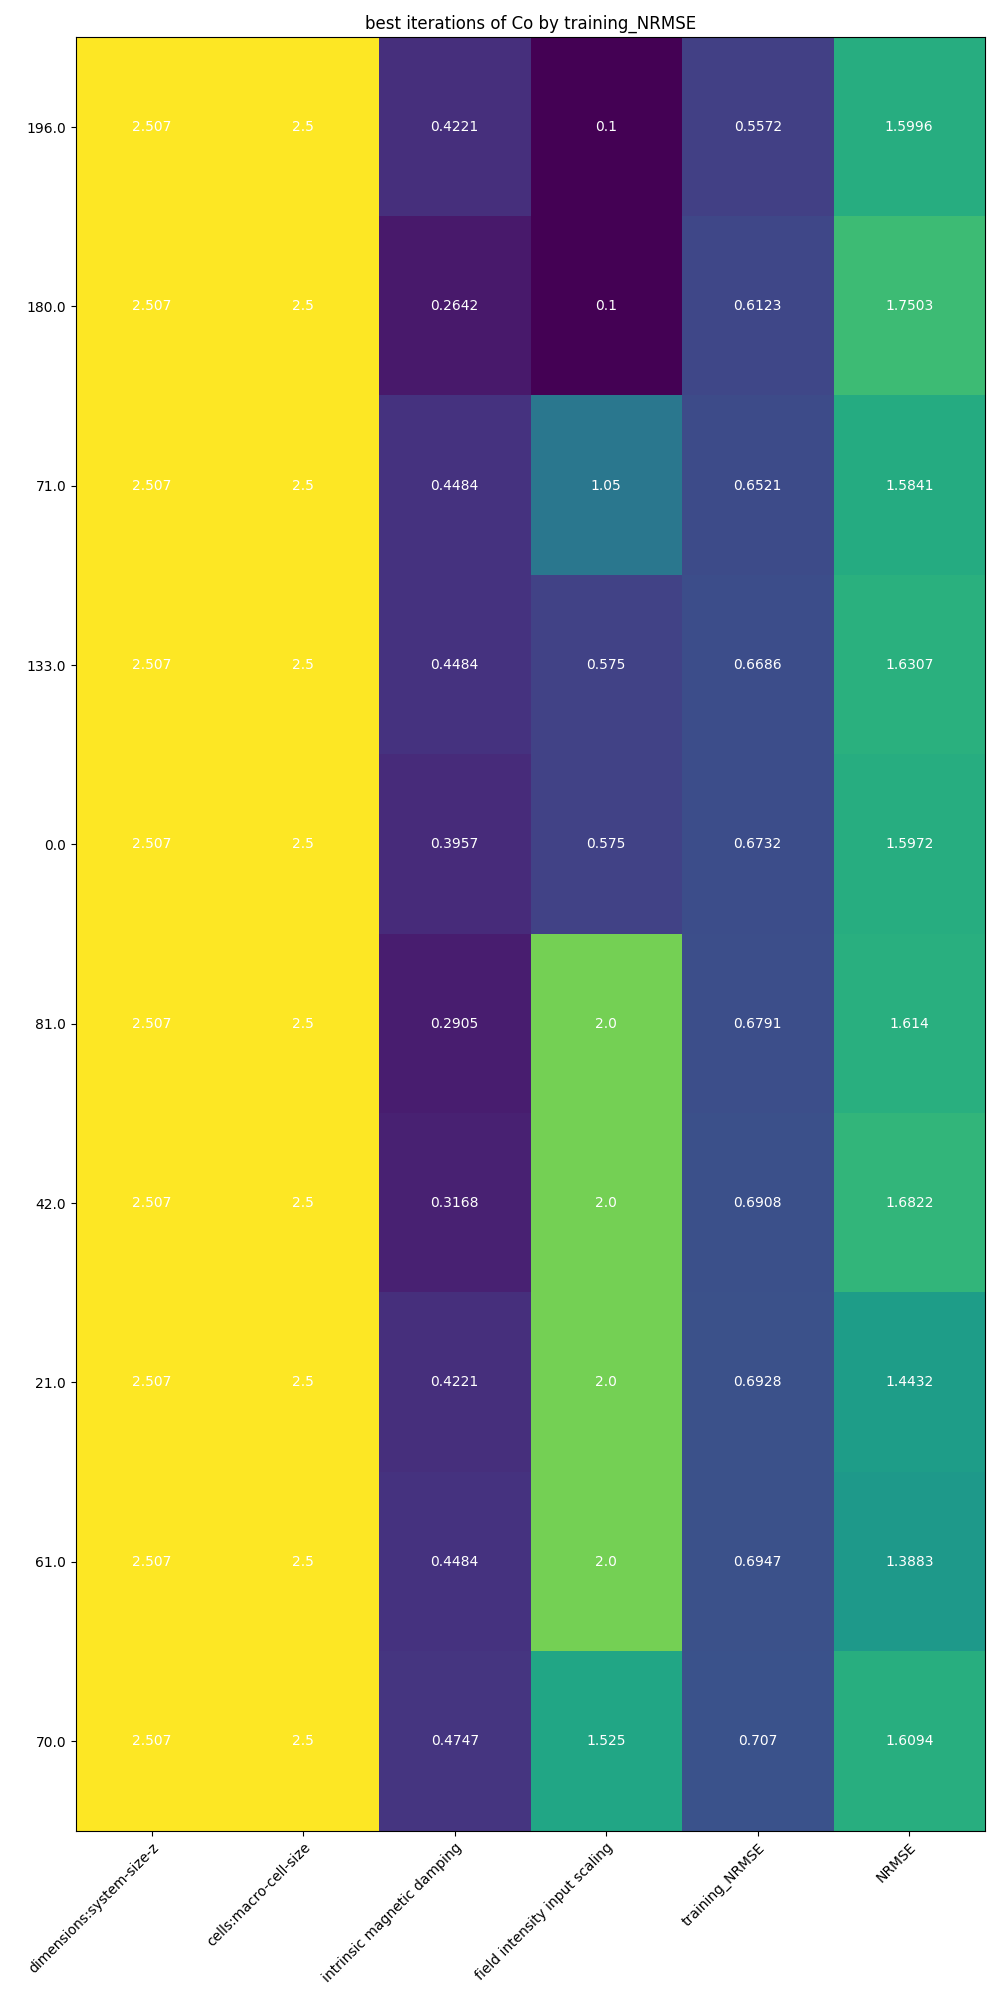 best iterations of Co by training_NRMSE
196.0 2.507 2.5 0.4221 0.1 0.5572 1.5996
180.0 2.507 2.5 0.2642 0.1 0.6123 1.7503
71.0 2.507 2.5 0.4484 1.05 0.6521 1.5841
133.0 2.507 2.5 0.4484 0.575 0.6686 1.6307
0.0 2.507 2.5 0.3957 0.575 0.6732 1.5972
81.0 2.507 2.5 0.2905 2.0 0.6791 1.614
42.0 2.507 2.5 0.3168 2.0 0.6908 1.6822
21.0 2.507 2.5 0.4221 2.0 0.6928 1.4432
61.0 2.507 2.5 0.4484 2.0 0.6947 1.3883
70.0 2.507 2.5 0.4747 1.525 0.707 1.6094
dimensions:system-size-z
cells:macro-cell-size
intrinsic magnetic damping
field intensity input scaling
training_NRMSE
NRMSE